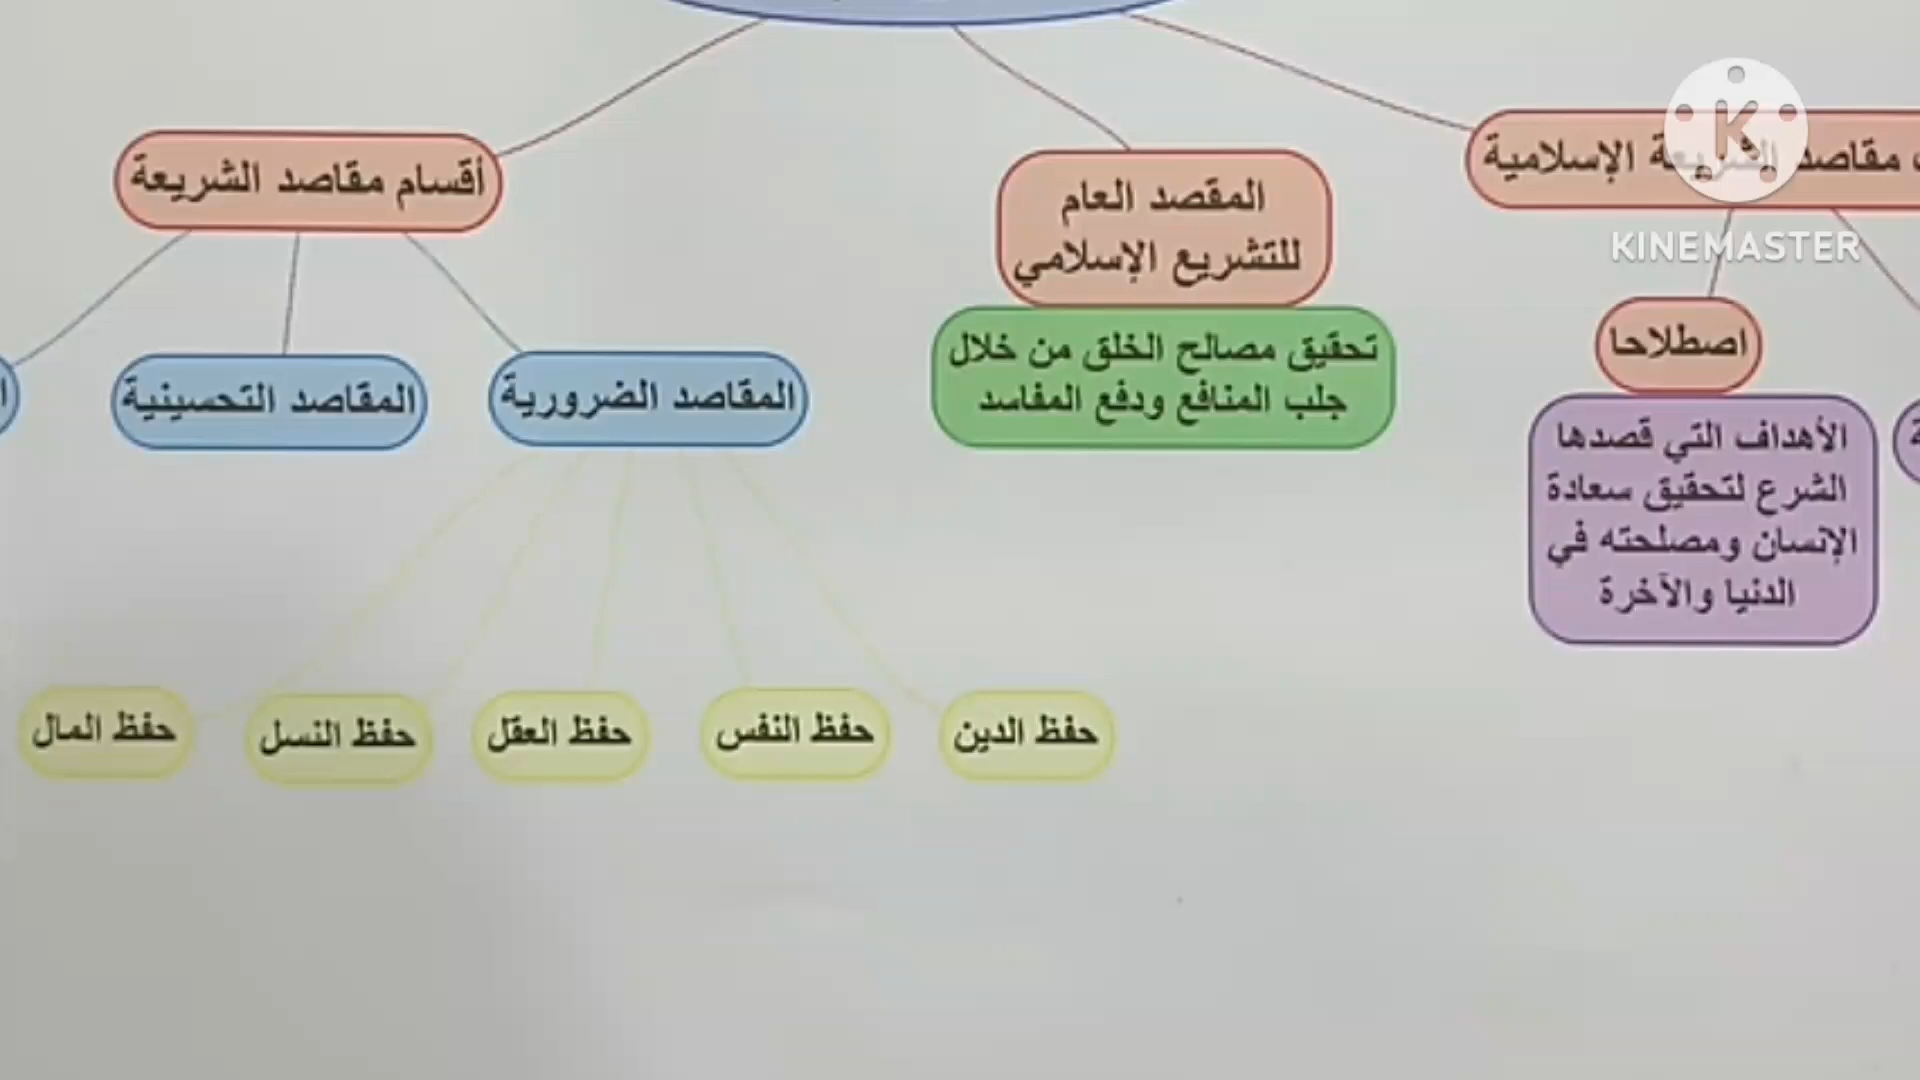 مقاصد الشريعة الإسلامية
KINEMASTER
اصطلاحا
الأهداف التي قصدها
الشرع لتحقيق سعادة
الإنسان ومصلحته في
الدنيا والآخرة
المقصد العام
للتشريع الإسلامي
تحقيق مصالح الخلق من خلال
جلب المنافع ودفع المفاسد
أقسام مقاصد الشريعة
المقاصد الضرورية
المقاصد التحسينية
حفظ الدين
حفظ النفس
حفظ العقل
حفظ النسل
حفظ المال